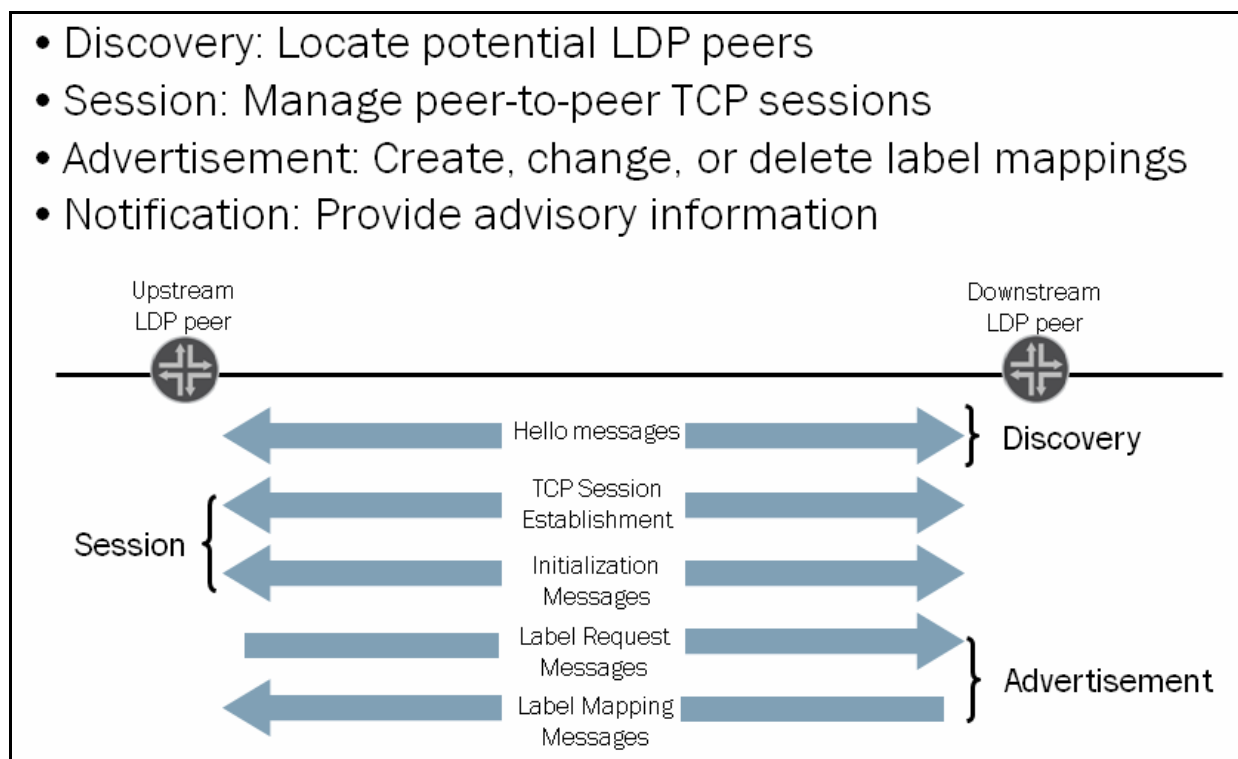 • Discovery: Locate potential LDP peers
• Session: Manage peer-to-peer TCP sessions
• Advertisement: Create, change, or delete label mappings
• Notification: Provide advisory information
Upstream
LDP peer
Downstream
LDP peer
Hello messages
Discovery
TCP Session
Establishment
Session
Initialization
Messages
Label Request
Messages
Advertisement
Label Mapping
Messages